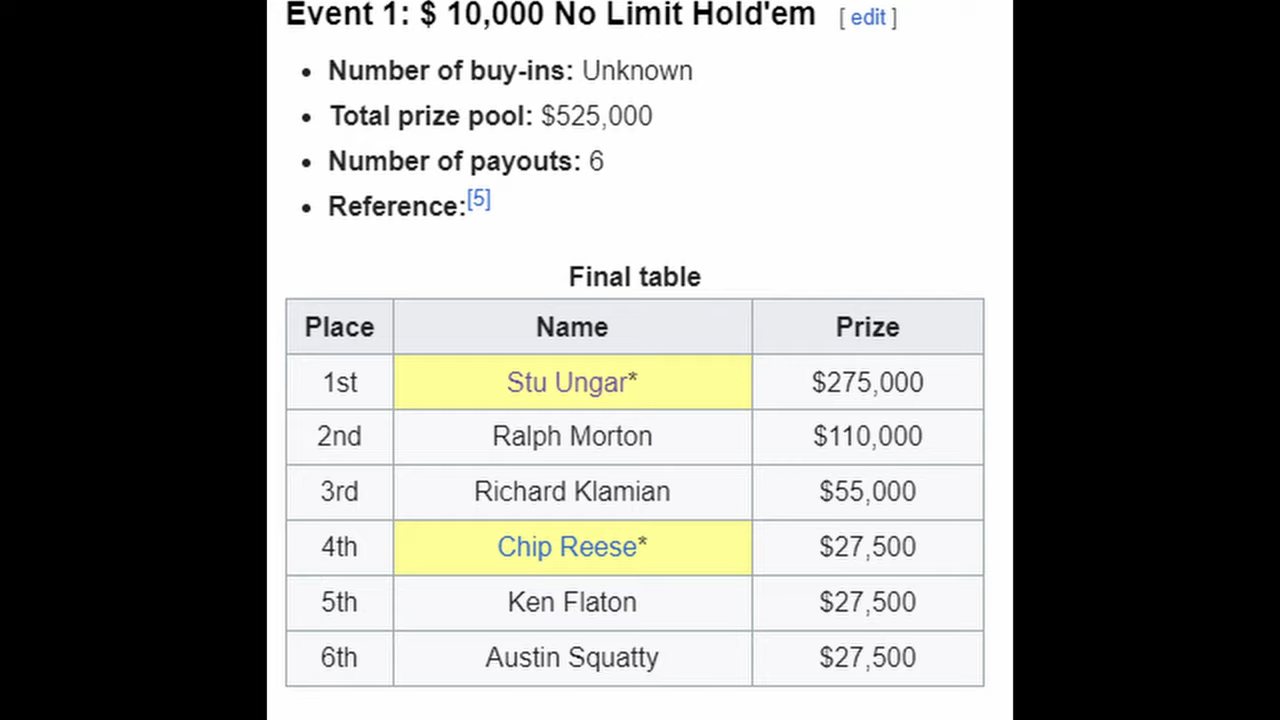 Event 1: $ 10,000 No Limit Hold'em [ edit ]
• Number of buy-ins: Unknown
• Total prize pool: $525,000
• Number of payouts: 6
• Reference:[5]
Final table
Place Name Prize
1st Stu Ungar* $275,000
2nd Ralph Morton $110,000
3rd Richard Klamian $55,000
4th Chip Reese* $27,500
5th Ken Flaton $27,500
6th Austin Squatty $27,500